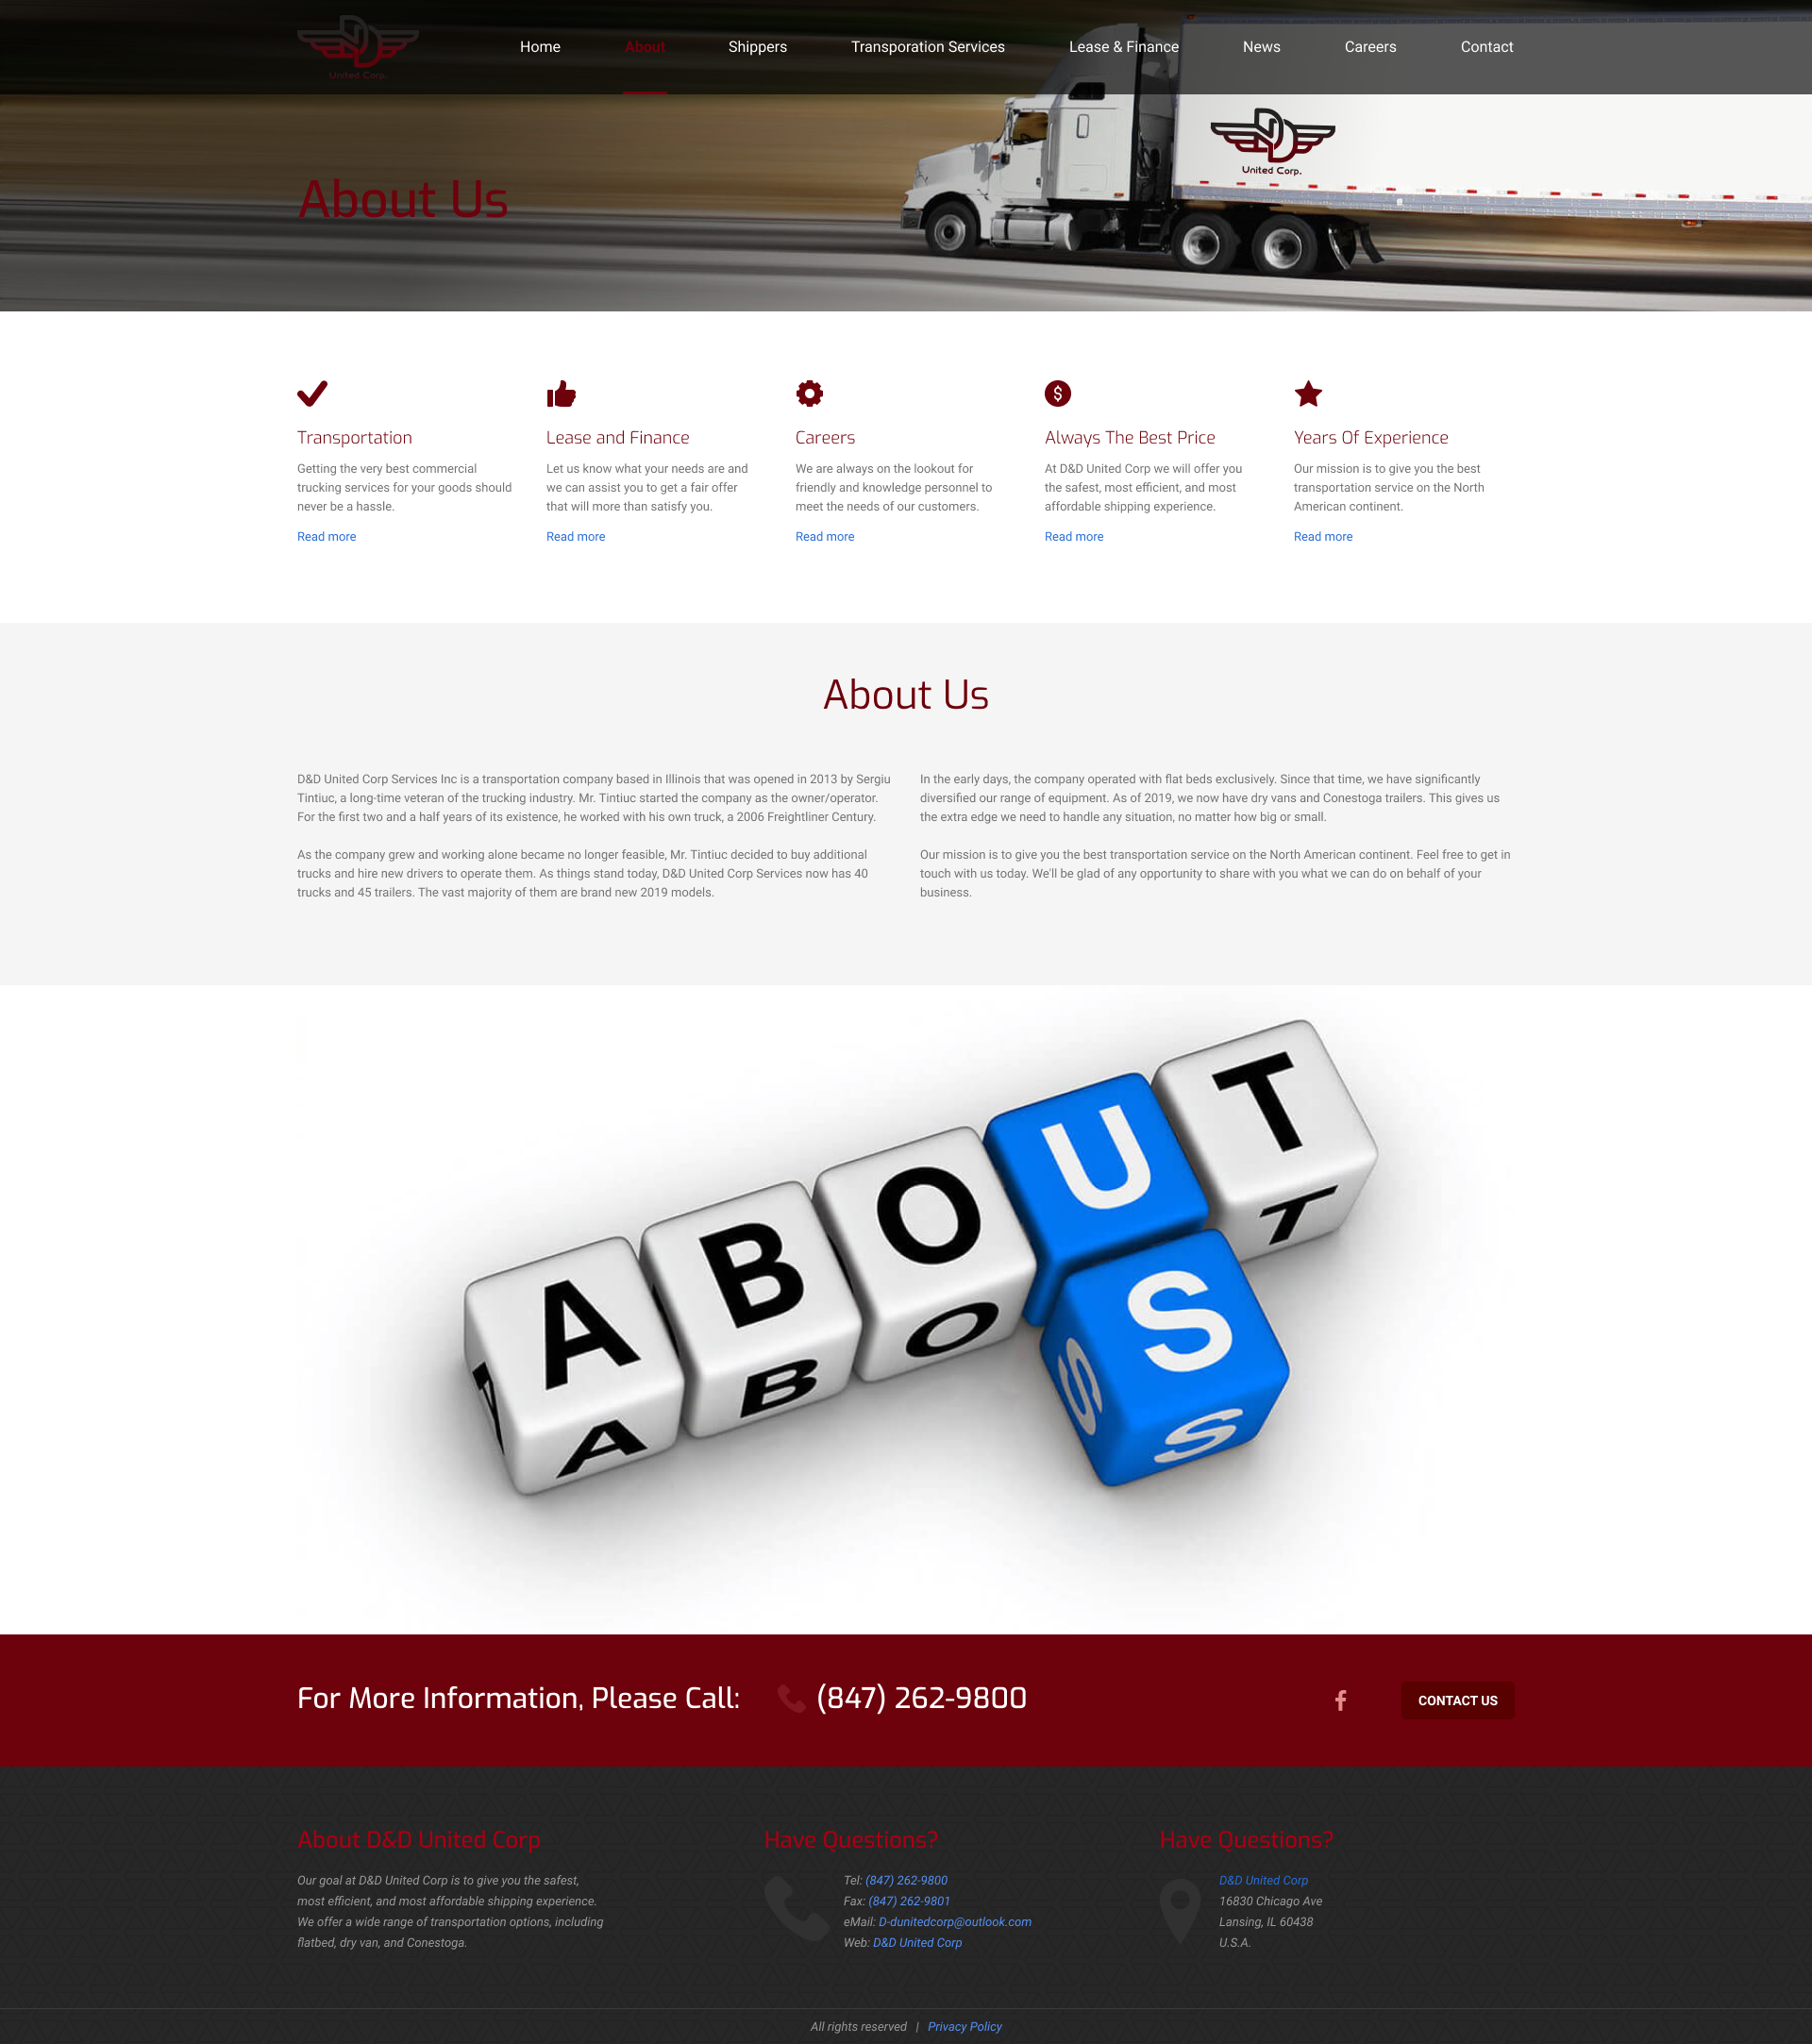 United Corp.
Home About Shippers Transporation Services Lease & Finance News Careers Contact
United Corp.
About Us
Transportation
Getting the very best commercial
trucking services for your goods should
never be a hassle.
Read more
Lease and Finance
Let us know what your needs are and
we can assist you to get a fair offer
that will more than satisfy you.
Read more
Careers
We are always on the lookout for
friendly and knowledge personnel to
meet the needs of our customers.
Read more
Always The Best Price
At D&D United Corp we will offer you
the safest, most efficient, and most
affordable shipping experience.
Read more
Years Of Experience
Our mission is to give you the best
transportation service on the North
American continent.
Read more
About Us
D&D United Corp Services Inc is a transportation company based in Illinois that was opened in 2013 by Sergiu
Tintiuc, a long-time veteran of the trucking industry. Mr. Tintiuc started the company as the owner/operator.
For the first two and a half years of its existence, he worked with his own truck, a 2006 Freightliner Century.
As the company grew and working alone became no longer feasible, Mr. Tintiuc decided to buy additional
trucks and hire new drivers to operate them. As things stand today, D&D United Corp Services now has 40
trucks and 45 trailers. The vast majority of them are brand new 2019 models.
In the early days, the company operated with flat beds exclusively. Since that time, we have significantly
diversified our range of equipment. As of 2019, we now have dry vans and Conestoga trailers. This gives us
the extra edge we need to handle any situation, no matter how big or small.
Our mission is to give you the best transportation service on the North American continent. Feel free to get in
touch with us today. We'll be glad of any opportunity to share with you what we can do on behalf of your
business.
ABOUT
US
For More Information, Please Call: (847) 262-9800
CONTACT US
About D&D United Corp
Our goal at D&D United Corp is to give you the safest,
most efficient, and most affordable shipping experience.
We offer a wide range of transportation options, including
flatbed, dry van, and Conestoga.
Have Questions?
Tel: (847) 262-9800
Fax: (847) 262-9801
eMail: D-dunitedcorp@outlook.com
Web: D&D United Corp
Have Questions?
D&D United Corp
16830 Chicago Ave
Lansing, IL 60438
U.S.A.
All rights reserved | Privacy Policy